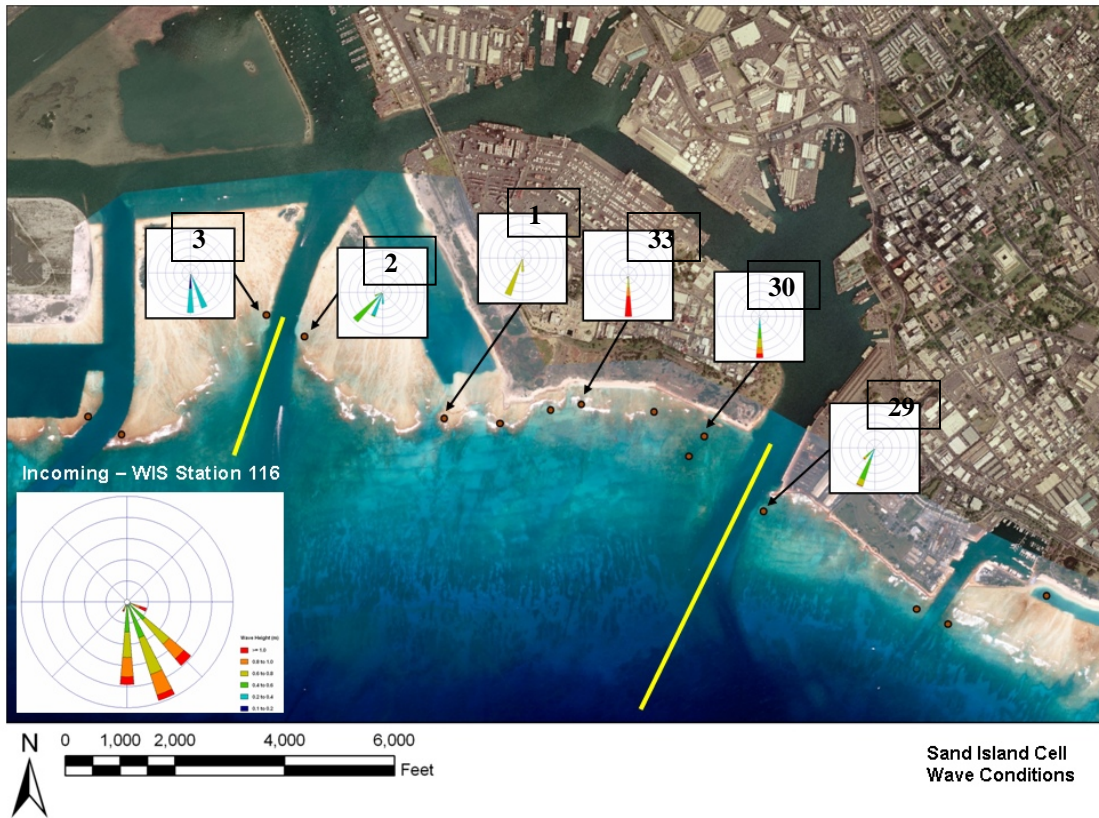 3
2
1
33
30
29
Incoming – WIS Station 116
Wave Height (m)
>= 1.0
0.8 to 1.0
0.6 to 0.8
0.4 to 0.6
0.2 to 0.4
0.1 to 0.2
N
0 1,000 2,000 4,000 6,000
Feet
Sand Island Cell
Wave Conditions